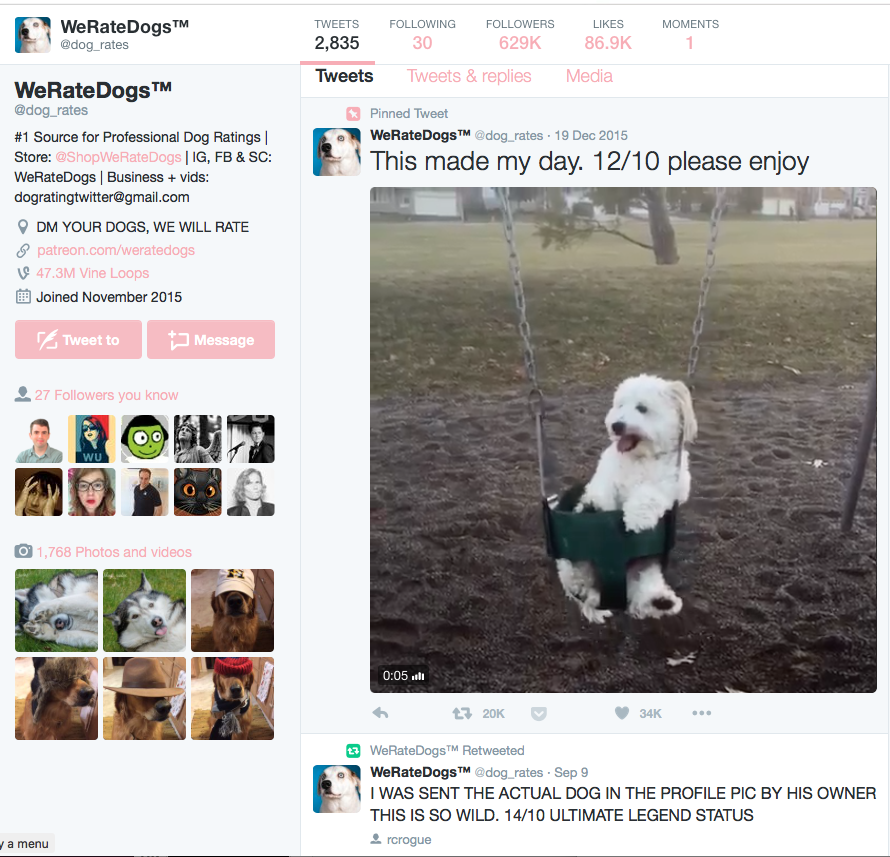 WeRateDogs™
@dog_rates
TWEETS
2,835
FOLLOWING
30
FOLLOWERS
629K
LIKES
86.9K
MOMENTS
1
WeRateDogs™
@dog_rates
#1 Source for Professional Dog Ratings |
Store: @ShopWeRateDogs | IG, FB & SC:
WeRateDogs | Business + vids:
dogratingtwitter@gmail.com
DM YOUR DOGS, WE WILL RATE
patreon.com/weratedogs
47.3M Vine Loops
Joined November 2015
Tweet to
Message
27 Followers you know
WU
1,768 Photos and videos
Tweets Tweets & replies Media
Pinned Tweet
WeRateDogs™ @dog_rates · 19 Dec 2015
This made my day. 12/10 please enjoy
0:05
20K
34K
WeRateDogs™ Retweeted
WeRateDogs™ @dog_rates · Sep 9
I WAS SENT THE ACTUAL DOG IN THE PROFILE PIC BY HIS OWNER
THIS IS SO WILD. 14/10 ULTIMATE LEGEND STATUS
rcrogue
y a menu